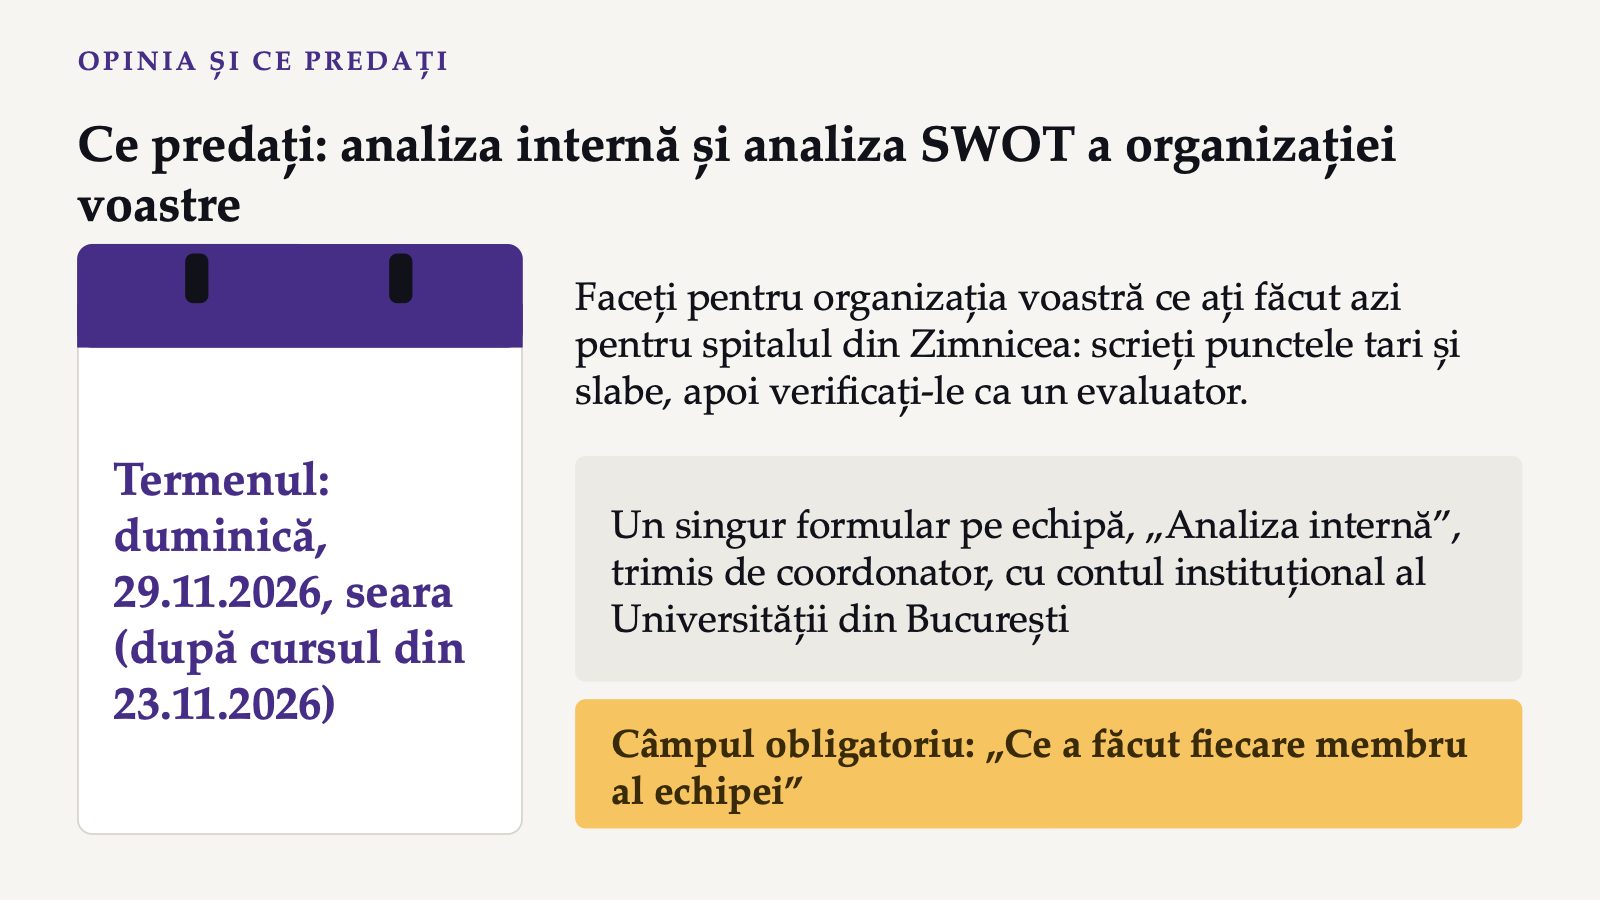 OPINIA ȘI CE PREDAȚI
Ce predați: analiza internă și analiza SWOT a organizației
voastre
Termenul:
duminică,
29.11.2026, seara
(după cursul din
23.11.2026)
Faceți pentru organizația voastră ce ați făcut azi
pentru spitalul din Zimnicea: scrieți punctele tari și
slabe, apoi verificați-le ca un evaluator.
Un singur formular pe echipă, „Analiza internă”,
trimis de coordonator, cu contul instituțional al
Universității din București
Câmpul obligatoriu: „Ce a făcut fiecare membru
al echipei”